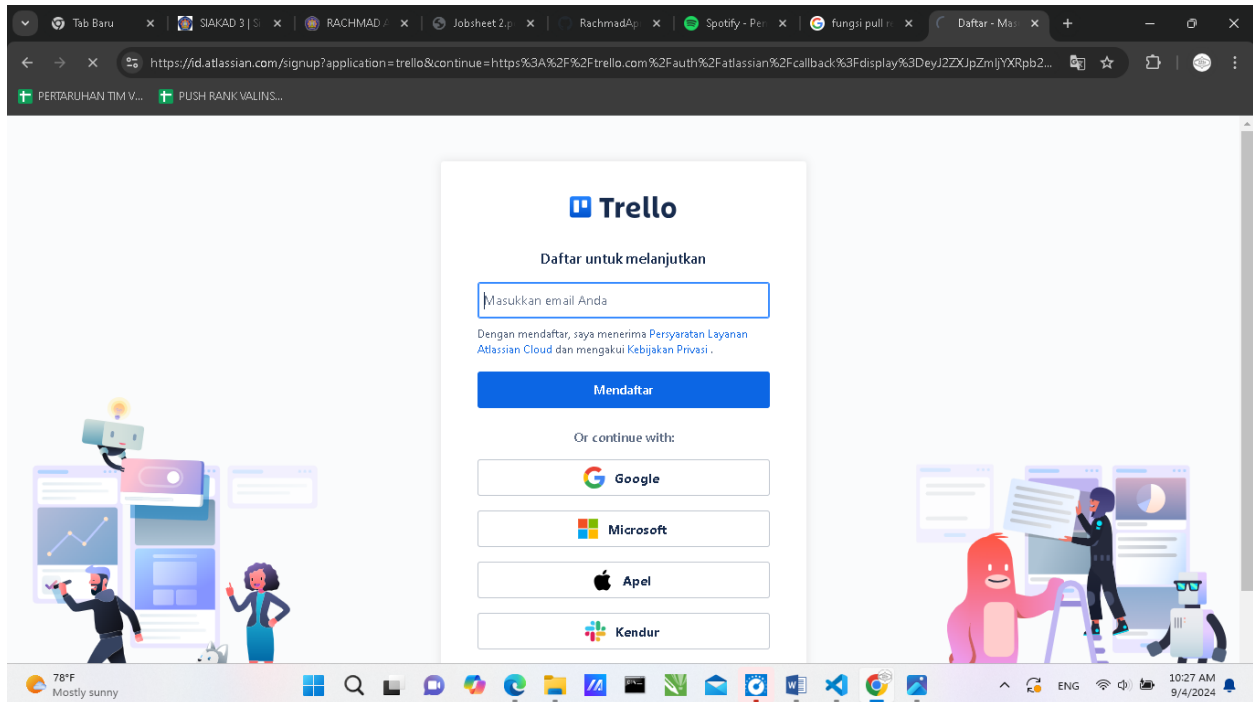 Tab Baru
SIAKAD 3 | S
RACHMAD A
Jobsheet 2.p
RachmadAp
Spotify - Pen
fungsi pull r
Daftar - Mas
https://id.atlassian.com/signup?application=trello&continue=https%3A%2F%2Ftrello.com%2Fauth%2Fatlassian%2Fcallback%3Fdisplay%3DeyJ2ZXJpZmljYXRpb2...
PERTARUHAN TIM V...
PUSH RANK VALINS...
Trello
Daftar untuk melanjutkan
Masukkan email Anda
Dengan mendaftar, saya menerima Persyaratan Layanan
Atlassian Cloud dan mengakui Kebijakan Privasi .
Mendaftar
Or continue with:
Google
Microsoft
Apel
Kendur
78°F
Mostly sunny
ENG
10:27 AM
9/4/2024